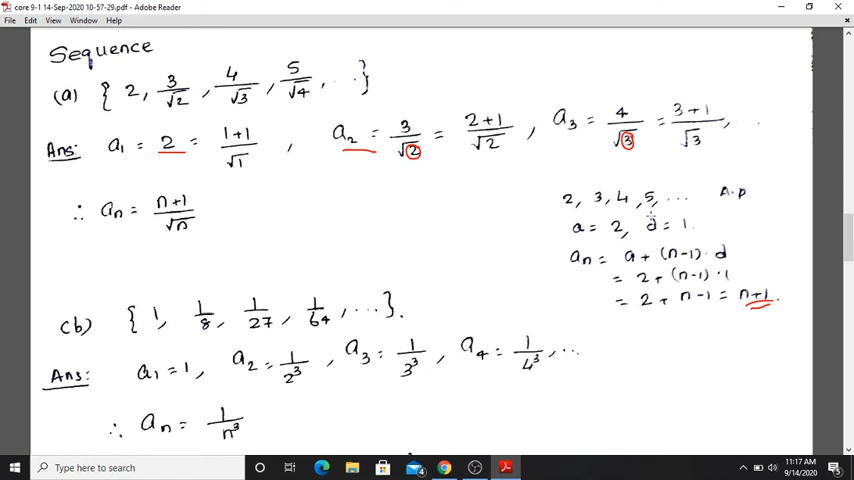 core 9-1 14-Sep-2020 10-57-29.pdf - Adobe Reader
File Edit View Window Help
Sequence
(a) { 2, 3/√2, 4/√3, 5/√4, ... }
Ans: a₁ = 2 = 1+1/√1 , a₂ = 3/√2 = 2+1/√2 , a₃ = 4/√3 = 3+1/√3 , ..
∴ aₙ = n+1/√n
2, 3, 4, 5, ... A.P
a = 2, d = 1.
aₙ = a + (n-1) · d
= 2 + (n-1) · 1
= 2 + n-1 = n+1.
(b) { 1, 1/8, 1/27, 1/64, ... }.
Ans: a₁ = 1, a₂ = 1/2³ , a₃ = 1/3³ , a₄ = 1/4³ , ...
∴ aₙ = 1/n³
Type here to search
4
11:17 AM
9/14/2020
5